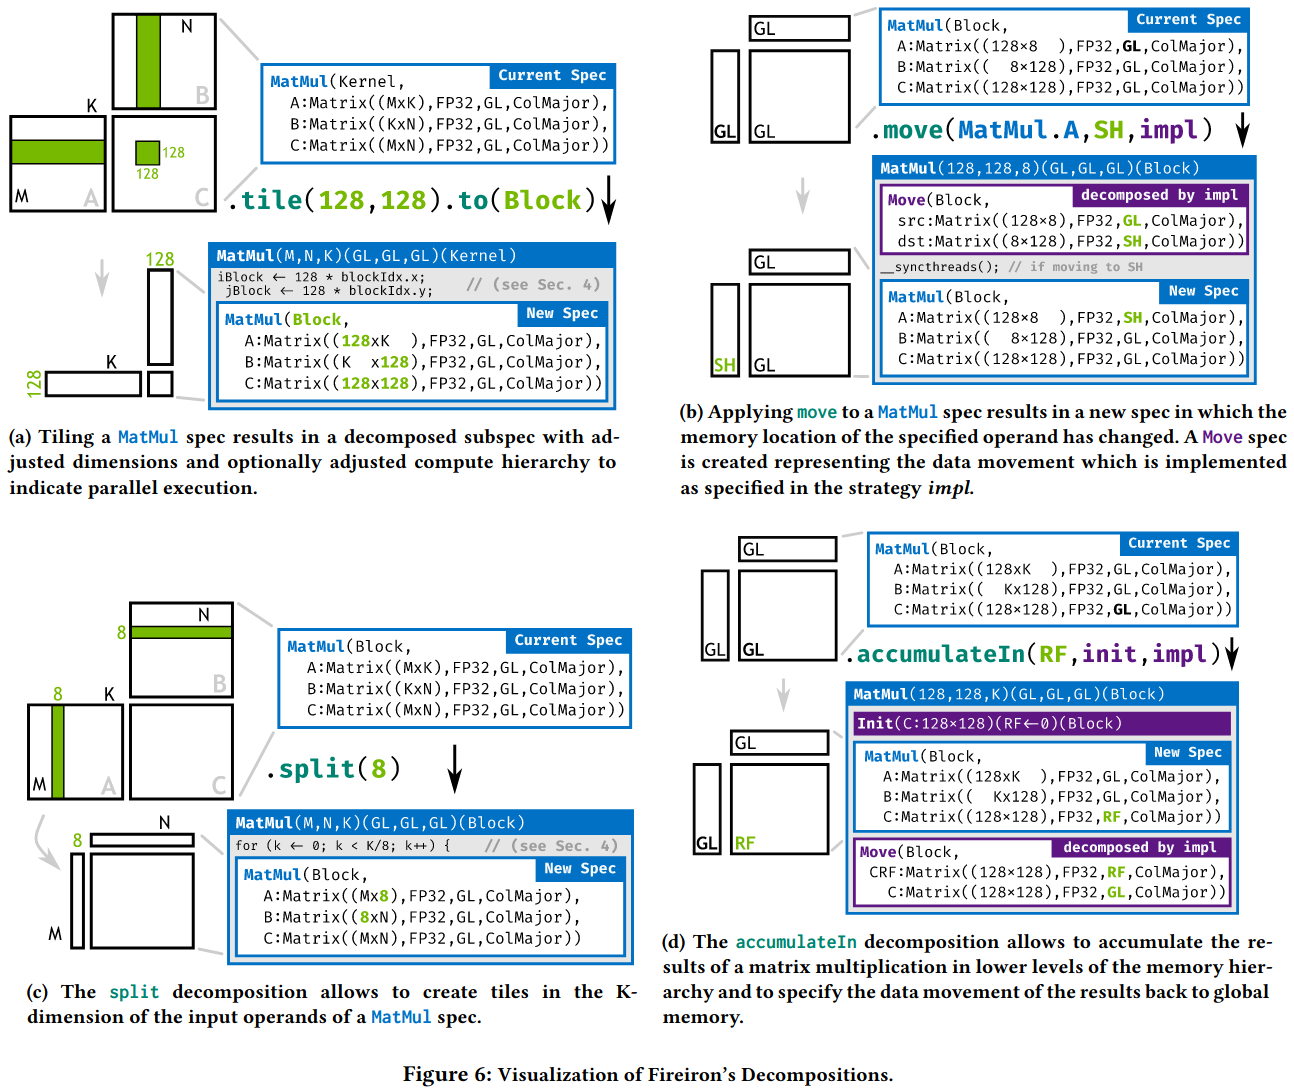 N
B
K
M
A
128
128
C
Current Spec
MatMul(Kernel,
A:Matrix((MxK),FP32,GL,ColMajor),
B:Matrix((KxN),FP32,GL,ColMajor),
C:Matrix((MxN),FP32,GL,ColMajor))
.tile(128,128).to(Block)
128
K
128
MatMul(M,N,K)(GL,GL,GL)(Kernel)
iBlock ← 128 * blockIdx.x;
jBlock ← 128 * blockIdx.y;
// (see Sec. 4)
New Spec
MatMul(Block,
A:Matrix((128xK ),FP32,GL,ColMajor),
B:Matrix((K x128),FP32,GL,ColMajor),
C:Matrix((128x128),FP32,GL,ColMajor))
(a) Tiling a MatMul spec results in a decomposed subspec with ad-
justed dimensions and optionally adjusted compute hierarchy to
indicate parallel execution.
GL
GL
GL
Current Spec
MatMul(Block,
A:Matrix((128×8 ),FP32,GL,ColMajor),
B:Matrix(( 8×128),FP32,GL,ColMajor),
C:Matrix((128×128),FP32,GL,ColMajor))
.move(MatMul.A,SH,impl)
GL
SH
GL
MatMul(128,128,8)(GL,GL,GL)(Block)
decomposed by impl
Move(Block,
src:Matrix((128×8),FP32,GL,ColMajor),
dst:Matrix((8×128),FP32,SH,ColMajor))
__syncthreads(); // if moving to SH
New Spec
MatMul(Block,
A:Matrix((128×8 ),FP32,SH,ColMajor),
B:Matrix(( 8×128),FP32,GL,ColMajor),
C:Matrix((128×128),FP32,GL,ColMajor))
(b) Applying move to a MatMul spec results in a new spec in which the
memory location of the specified operand has changed. A Move spec
is created representing the data movement which is implemented
as specified in the strategy impl.
N
8
B
8
K
M
A
C
Current Spec
MatMul(Block,
A:Matrix((MxK),FP32,GL,ColMajor),
B:Matrix((KxN),FP32,GL,ColMajor),
C:Matrix((MxN),FP32,GL,ColMajor))
.split(8)
N
8
M
MatMul(M,N,K)(GL,GL,GL)(Block)
for (k ← 0; k < K/8; k++) { // (see Sec. 4)
New Spec
MatMul(Block,
A:Matrix((Mx8),FP32,GL,ColMajor),
B:Matrix((8xN),FP32,GL,ColMajor),
C:Matrix((MxN),FP32,GL,ColMajor))
(c) The split decomposition allows to create tiles in the K-
dimension of the input operands of a MatMul spec.
GL
GL
GL
Current Spec
MatMul(Block,
A:Matrix((128xK ),FP32,GL,ColMajor),
B:Matrix(( Kx128),FP32,GL,ColMajor),
C:Matrix((128×128),FP32,GL,ColMajor))
.accumulateIn(RF,init,impl)
GL
GL
RF
MatMul(128,128,K)(GL,GL,GL)(Block)
Init(C:128×128)(RF←0)(Block)
New Spec
MatMul(Block,
A:Matrix((128xK ),FP32,GL,ColMajor),
B:Matrix(( Kx128),FP32,GL,ColMajor),
C:Matrix((128×128),FP32,RF,ColMajor))
decomposed by impl
Move(Block,
CRF:Matrix((128×128),FP32,RF,ColMajor),
C:Matrix((128×128),FP32,GL,ColMajor))
(d) The accumulateIn decomposition allows to accumulate the re-
sults of a matrix multiplication in lower levels of the memory hier-
archy and to specify the data movement of the results back to global
memory.
Figure 6: Visualization of Fireiron's Decompositions.